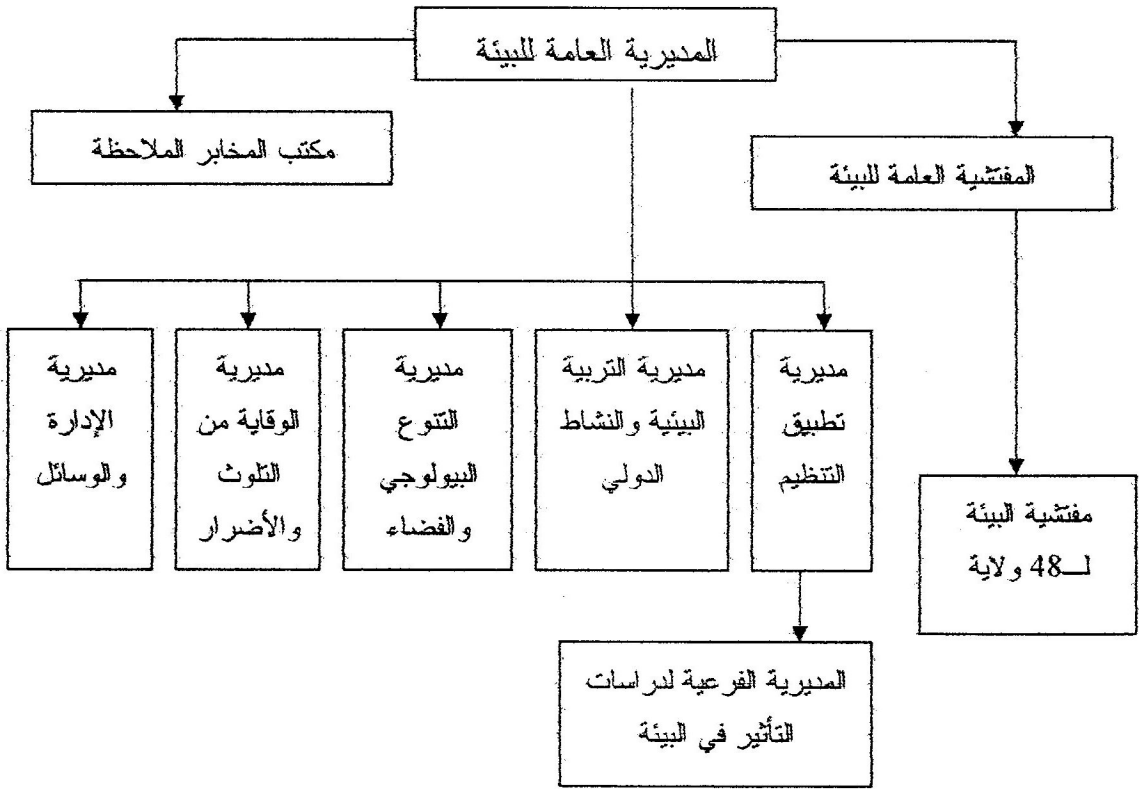 المديرية العامة للبيئة
مكتب المخابر الملاحظة
المفتشية العامة للبيئة
مديرية
تطبيق
التنظيم
مديرية التربية
البيئية والنشاط
الدولي
مديرية
التنوع
البيولوجي
والفضاء
مديرية
الوقاية من
التلوث
والأضرار
مديرية
الإدارة
والوسائل
مفتشية البيئة
لـ48 ولاية
المديرية الفرعية لدراسات
التأثير في البيئة